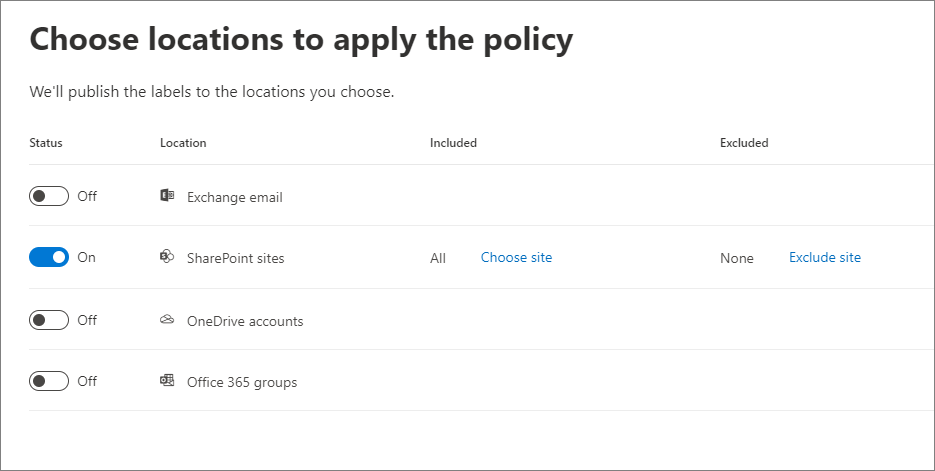 Choose locations to apply the policy
We'll publish the labels to the locations you choose.
Status Location Included Excluded
Off Exchange email
On SharePoint sites All Choose site None Exclude site
Off OneDrive accounts
Off Office 365 groups